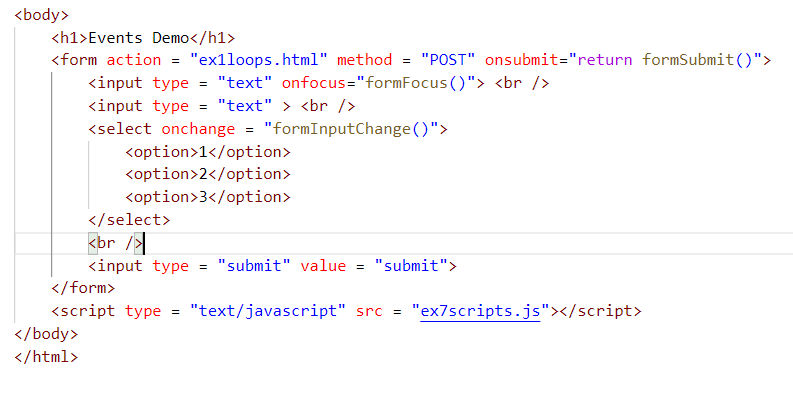 <body>
<h1>Events Demo</h1>
<form action = "ex1loops.html" method = "POST" onsubmit="return formSubmit()">
<input type = "text" onfocus="formFocus()"> <br />
<input type = "text" > <br />
<select onchange = "formInputChange()">
<option>1</option>
<option>2</option>
<option>3</option>
</select>
<br />
<input type = "submit" value = "submit">
</form>
<script type = "text/javascript" src = "ex7scripts.js"></script>
</body>
</html>